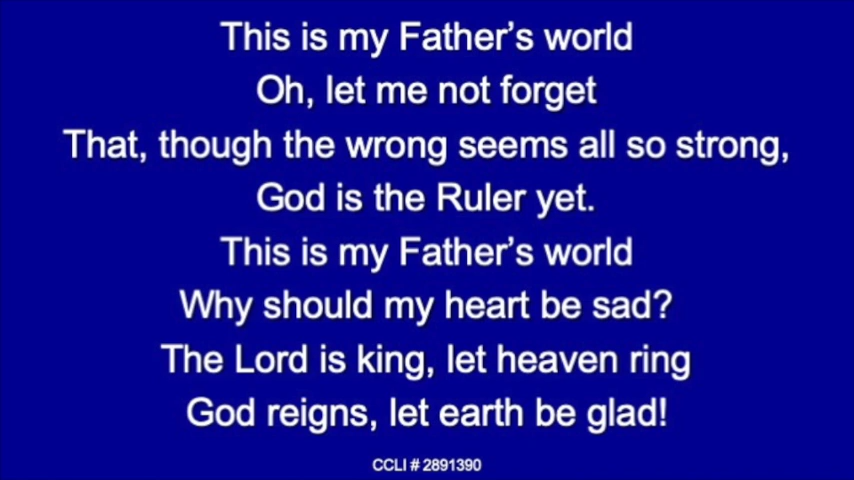 This is my Father’s world
Oh, let me not forget
That, though the wrong seems all so strong,
God is the Ruler yet.
This is my Father’s world
Why should my heart be sad?
The Lord is king, let heaven ring
God reigns, let earth be glad!
CCLI # 2891390